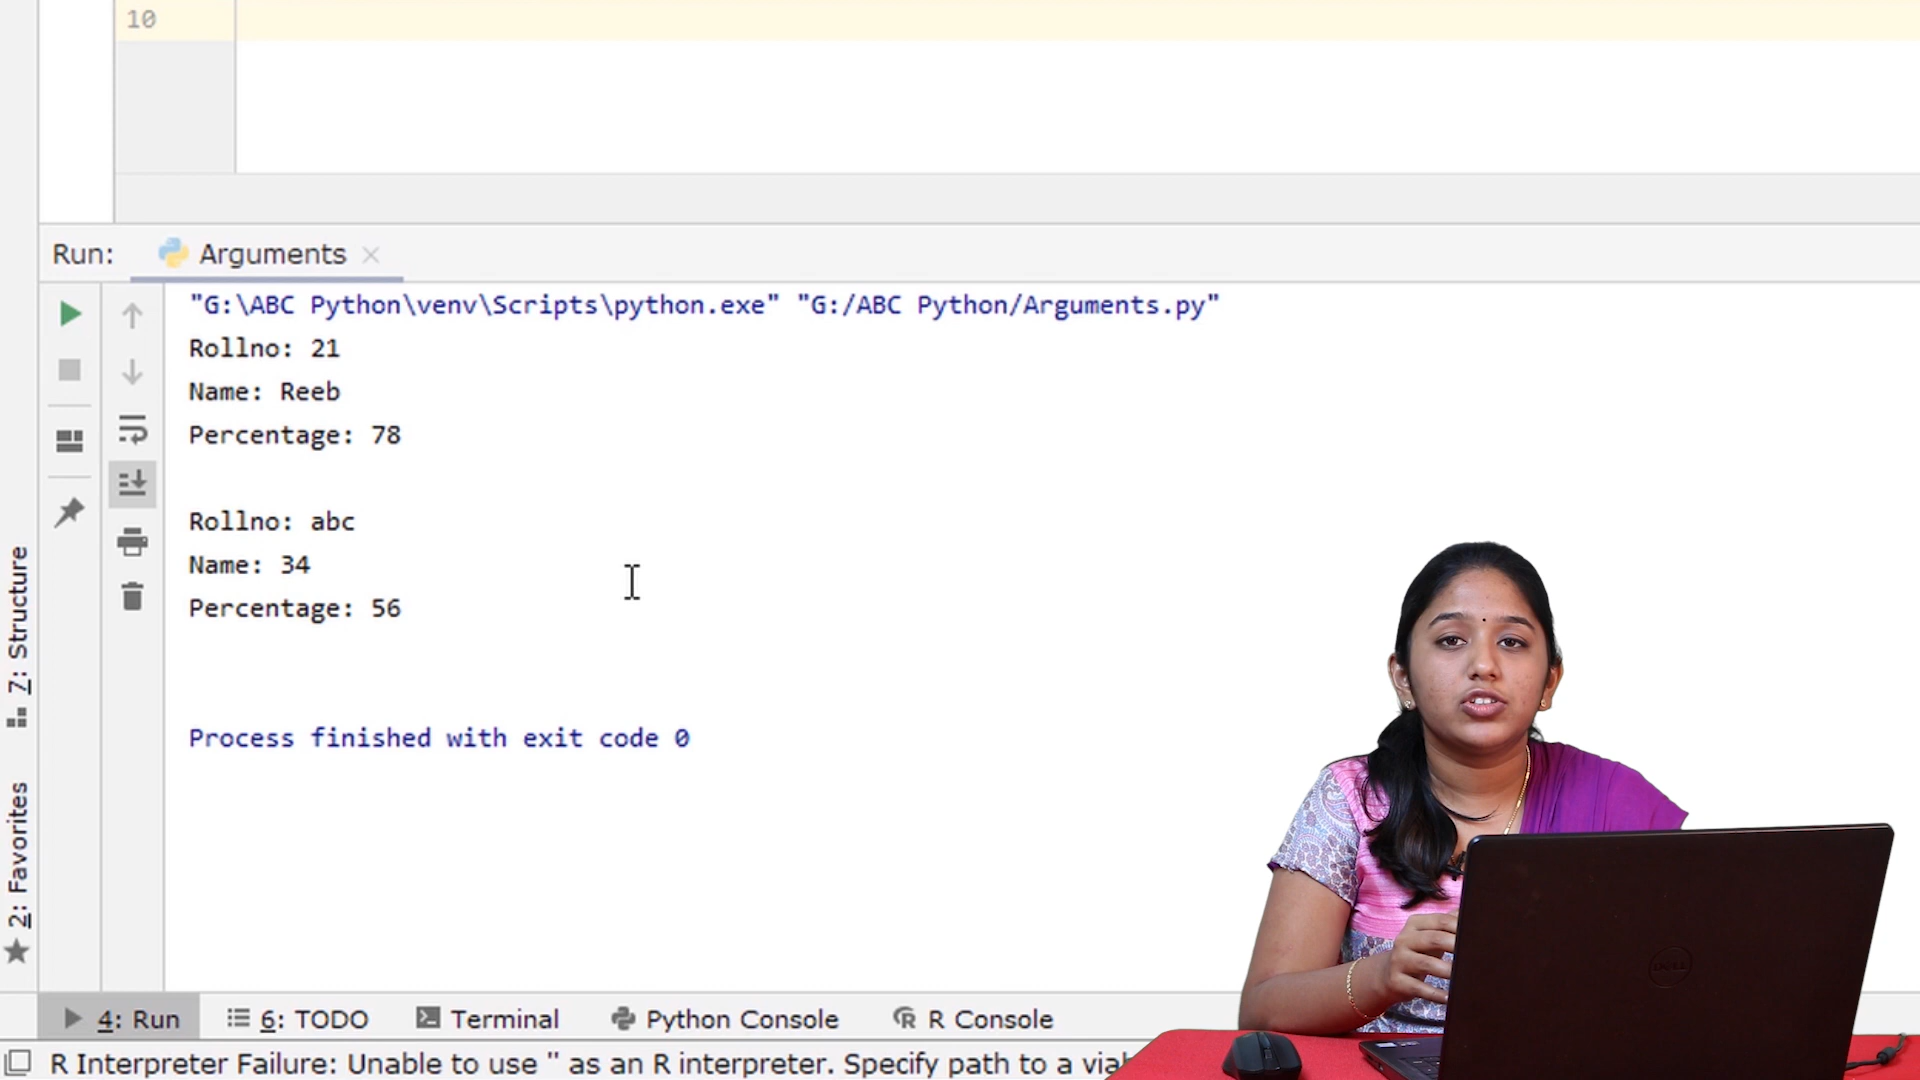 10
Run: Arguments
"G:\ABC Python\venv\Scripts\python.exe" "G:/ABC Python/Arguments.py"
Rollno: 21
Name: Reeb
Percentage: 78
Rollno: abc
Name: 34
Percentage: 56
Process finished with exit code 0
7: Structure
2: Favorites
4: Run 6: TODO Terminal Python Console R Console
R Interpreter Failure: Unable to use '' as an R interpreter. Specify path to a
DELL